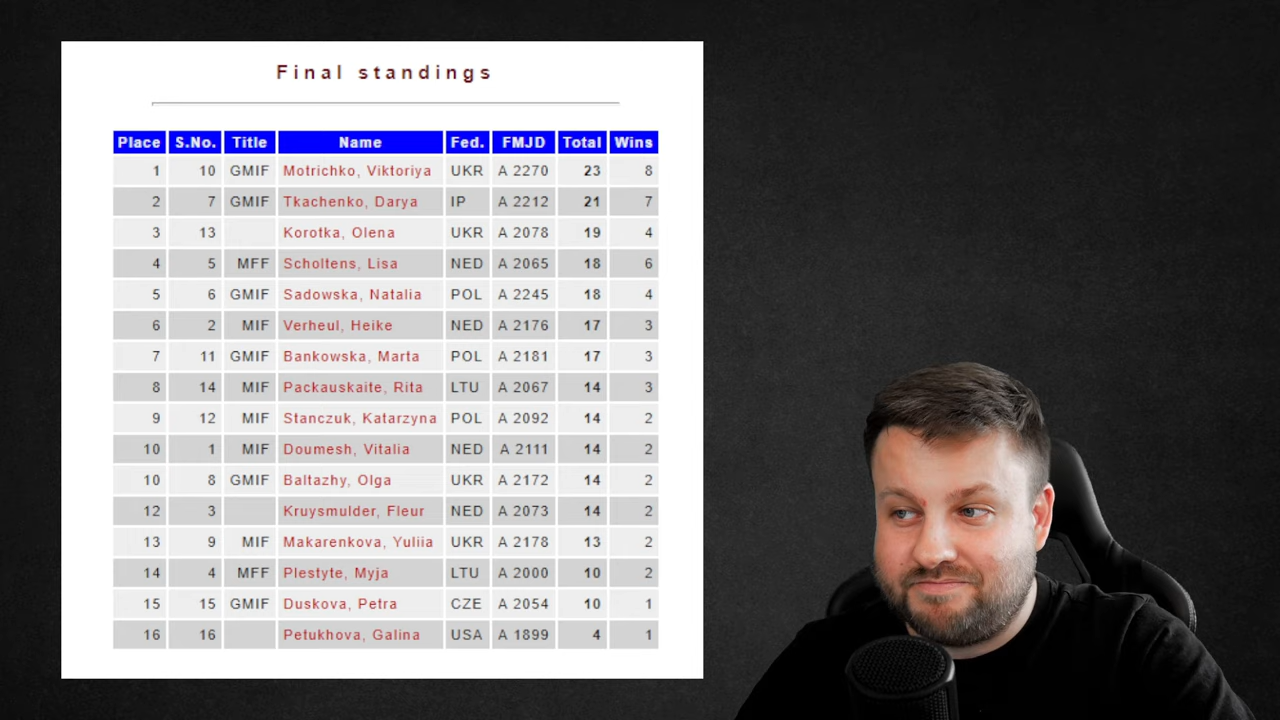 Final standings
Place S.No. Title Name Fed. FMJD Total Wins
1 10 GMIF Motrichko, Viktoriya UKR A 2270 23 8
2 7 GMIF Tkachenko, Darya IP A 2212 21 7
3 13 Korotka, Olena UKR A 2078 19 4
4 5 MFF Scholtens, Lisa NED A 2065 18 6
5 6 GMIF Sadowska, Natalia POL A 2245 18 4
6 2 MIF Verheul, Heike NED A 2176 17 3
7 11 GMIF Bankowska, Marta POL A 2181 17 3
8 14 MIF Packauskaite, Rita LTU A 2067 14 3
9 12 MIF Stanczuk, Katarzyna POL A 2092 14 2
10 1 MIF Doumesh, Vitalia NED A 2111 14 2
10 8 GMIF Baltazhy, Olga UKR A 2172 14 2
12 3 Kruysmulder, Fleur NED A 2073 14 2
13 9 MIF Makarenkova, Yuliia UKR A 2178 13 2
14 4 MFF Plestyte, Myja LTU A 2000 10 2
15 15 GMIF Duskova, Petra CZE A 2054 10 1
16 16 Petukhova, Galina USA A 1899 4 1